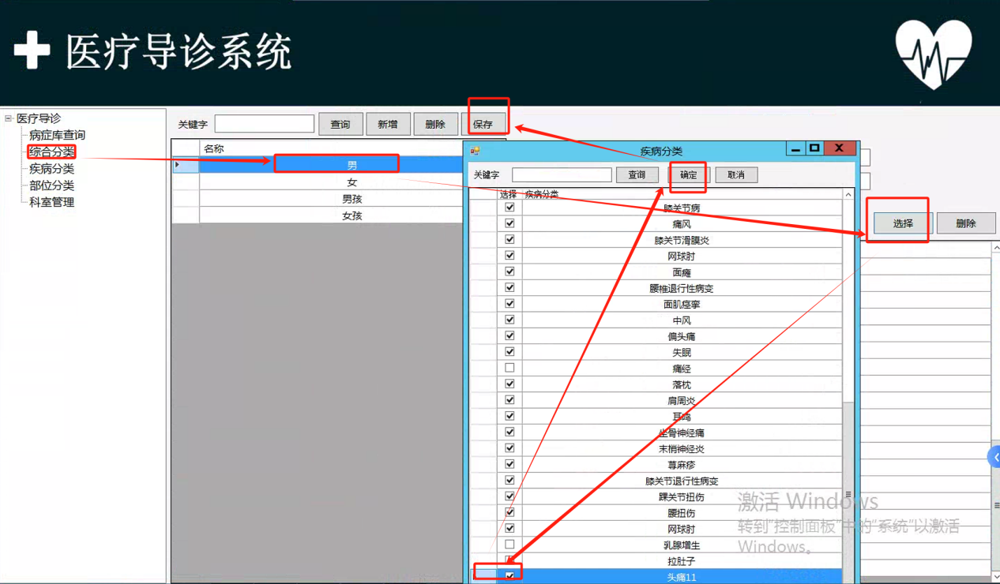 医疗导诊系统
医疗导诊
病症库查询
综合分类
疾病分类
部位分类
科室管理
关键字 查询 新增 删除 保存
名称
男
女
男孩
女孩
疾病分类
关键字 查询 确定 取消
选择 疾病分类
膝关节病
痛风
膝关节滑膜炎
网球肘
面瘫
腰椎退行性病变
面肌痉挛
中风
偏头痛
失眠
痛经
落枕
肩周炎
耳鸣
坐骨神经痛
末梢神经炎
荨麻疹
膝关节退行性病变
踝关节扭伤
腰扭伤
网球肘
乳腺增生
拉肚子
头痛11
选择 删除
激活 Windows
转到“控制面板”中的“系统”以激活
Windows。